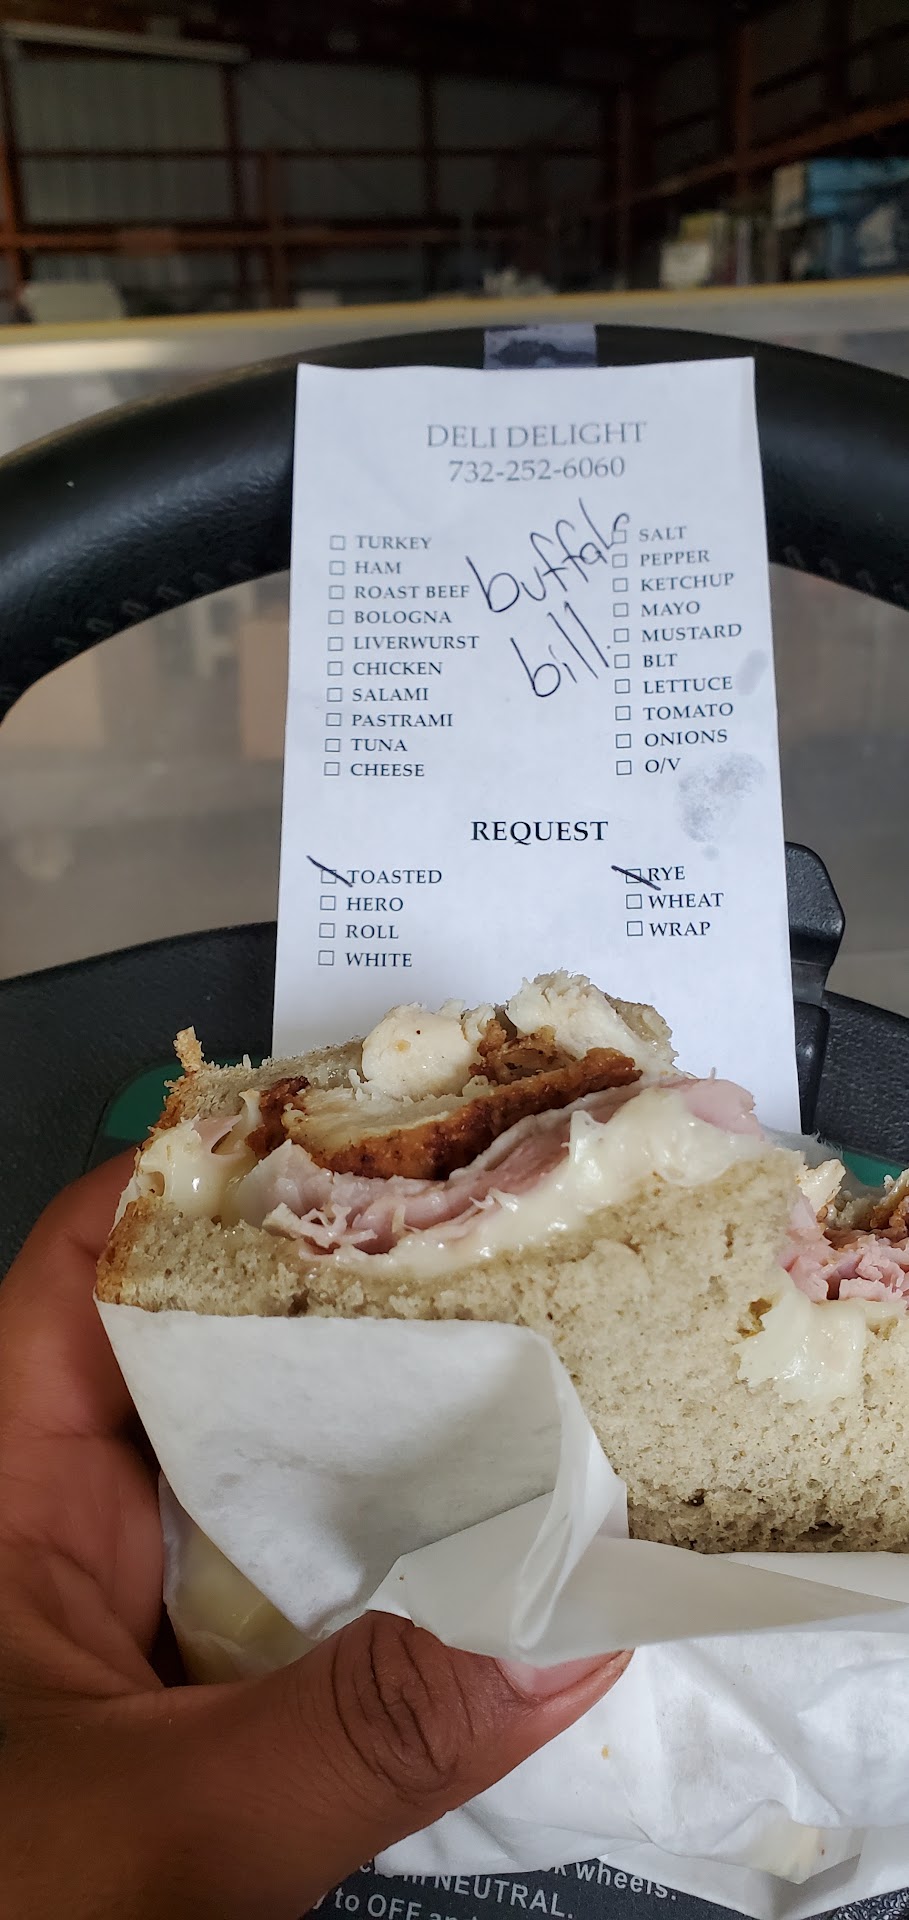 DELI DELIGHT
732-252-6060
buffalo
bill
☐ TURKEY
☐ HAM
☐ ROAST BEEF
☐ BOLOGNA
☐ LIVERWURST
☐ CHICKEN
☐ SALAMI
☐ PASTRAMI
☐ TUNA
☐ CHEESE
☐ SALT
☐ PEPPER
☐ KETCHUP
☐ MAYO
☐ MUSTARD
☐ BLT
☐ LETTUCE
☐ TOMATO
☐ ONIONS
☐ O/V
REQUEST
☒ TOASTED
☐ HERO
☐ ROLL
☐ WHITE
☒ RYE
☐ WHEAT
☐ WRAP
wheels.
in NEUTRAL.
to OFF